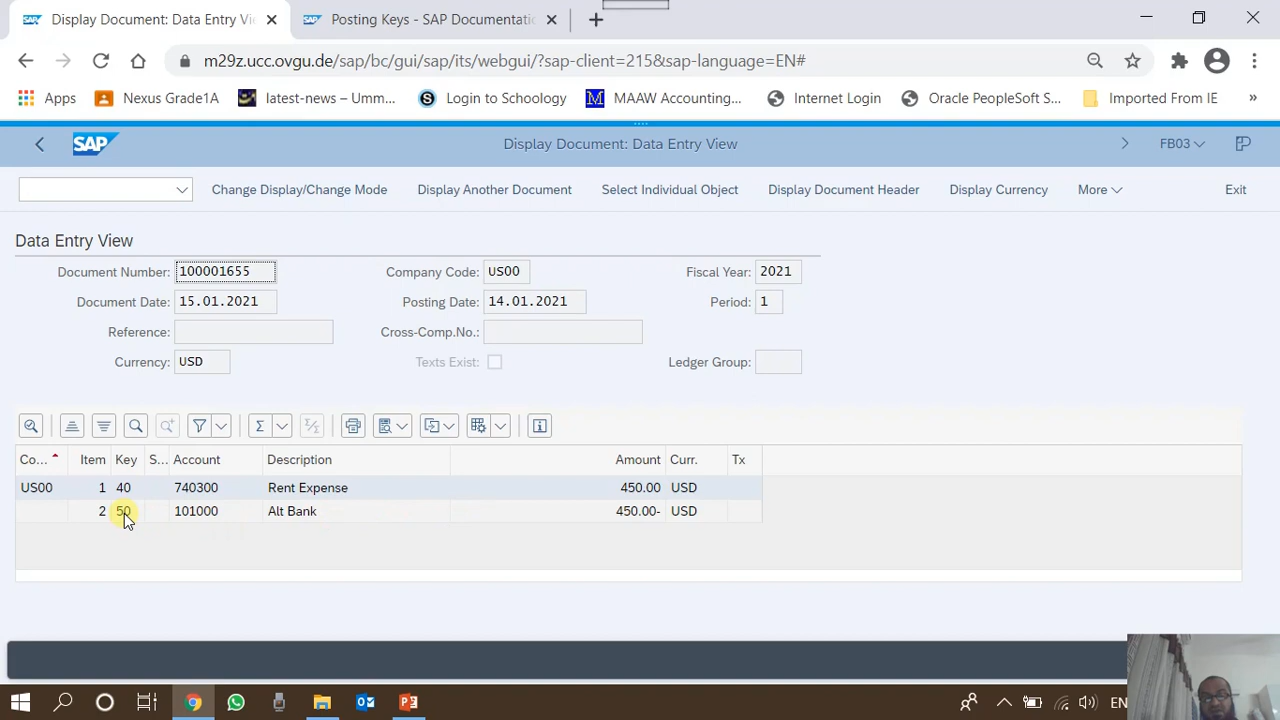 Display Document: Data Entry Vi
Posting Keys - SAP Documentati
m29z.ucc.ovgu.de/sap/bc/gui/sap/its/webgui/?sap-client=215&sap-language=EN#
Apps
Nexus Grade1A
latest-news – Umm...
Login to Schoology
MAAW Accounting...
Internet Login
Oracle PeopleSoft S...
Imported From IE
SAP
Display Document: Data Entry View
FB03
Change Display/Change Mode
Display Another Document
Select Individual Object
Display Document Header
Display Currency
More
Exit
Data Entry View
Document Number: 100001655 Company Code: US00 Fiscal Year: 2021
Document Date: 15.01.2021 Posting Date: 14.01.2021 Period: 1
Reference: Cross-Comp.No.:
Currency: USD Texts Exist: Ledger Group:
Co... Item Key S... Account Description Amount Curr. Tx
US00 1 40 740300 Rent Expense 450.00 USD
2 50 101000 Alt Bank 450.00- USD
EN